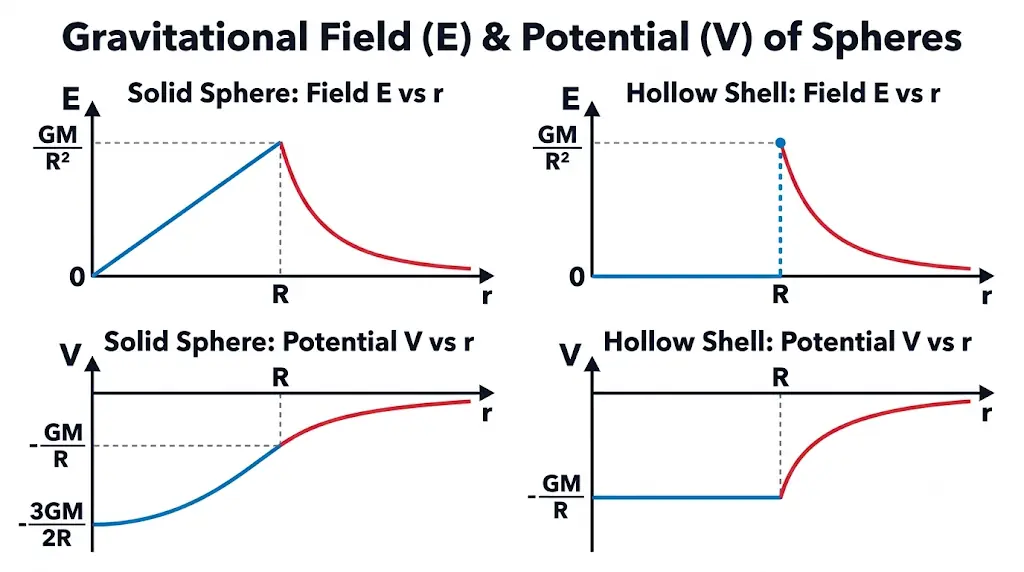 Gravitational Field (E) & Potential (V) of Spheres
Solid Sphere: Field E vs r
E
GM
R²
0
R
r
Hollow Shell: Field E vs r
E
GM
R²
0
R
r
Solid Sphere: Potential V vs r
V
R
r
-GM
R
-3GM
2R
Hollow Shell: Potential V vs r
V
R
r
-GM
R